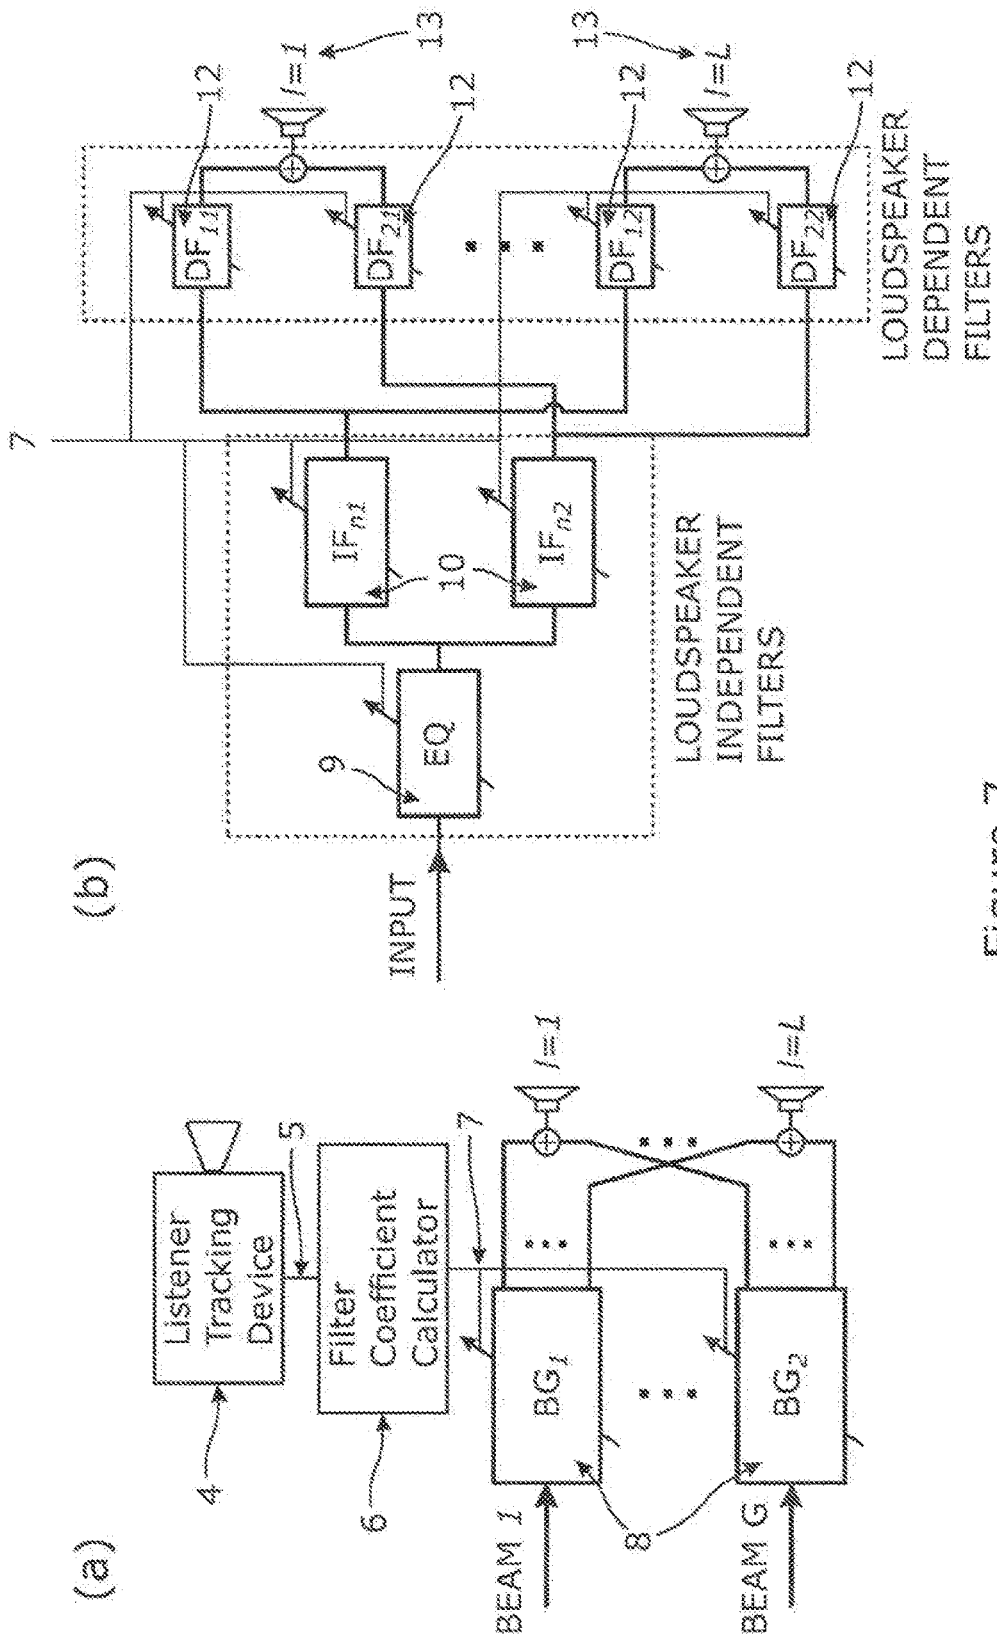 (a)
Listener
Tracking
Device
4
5
Filter
Coefficient
Calculator
6
7
BEAM 1
BG1
l=1
8
BEAM G
BG2
l=L
(b)
7
INPUT
9
EQ
IFn1
10
IFn2
LOUDSPEAKER
INDEPENDENT
FILTERS
DF11
12
l=1
13
DF21
12
DF12
12
l=L
13
DF22
12
LOUDSPEAKER
DEPENDENT
FILTERS
Figure 7